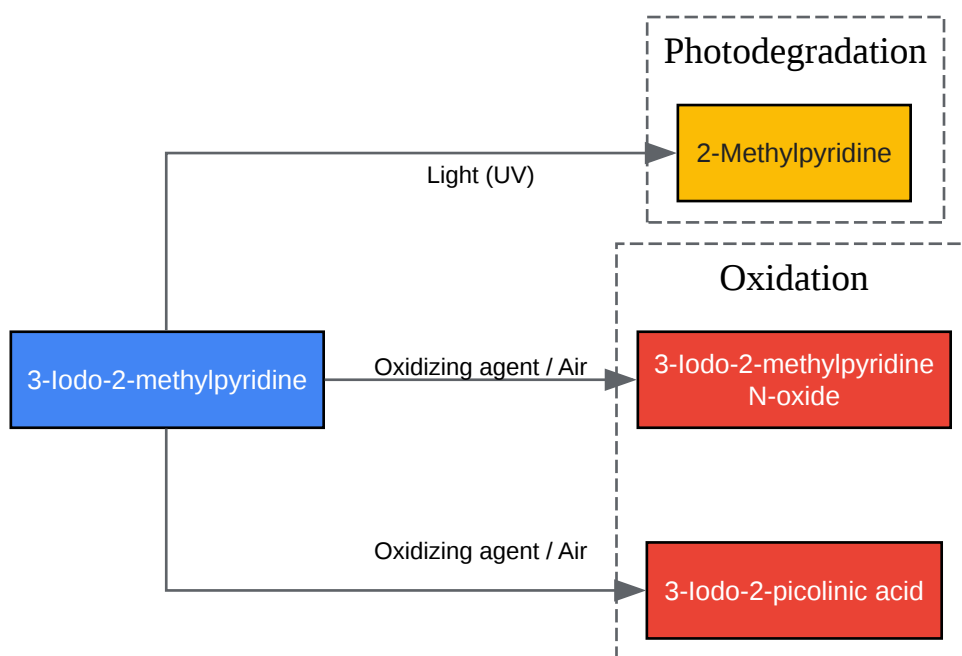 Photodegradation
2-Methylpyridine
Light (UV)
Oxidation
3-Iodo-2-methylpyridine
Oxidizing agent / Air
3-Iodo-2-methylpyridine
N-oxide
Oxidizing agent / Air
3-Iodo-2-picolinic acid